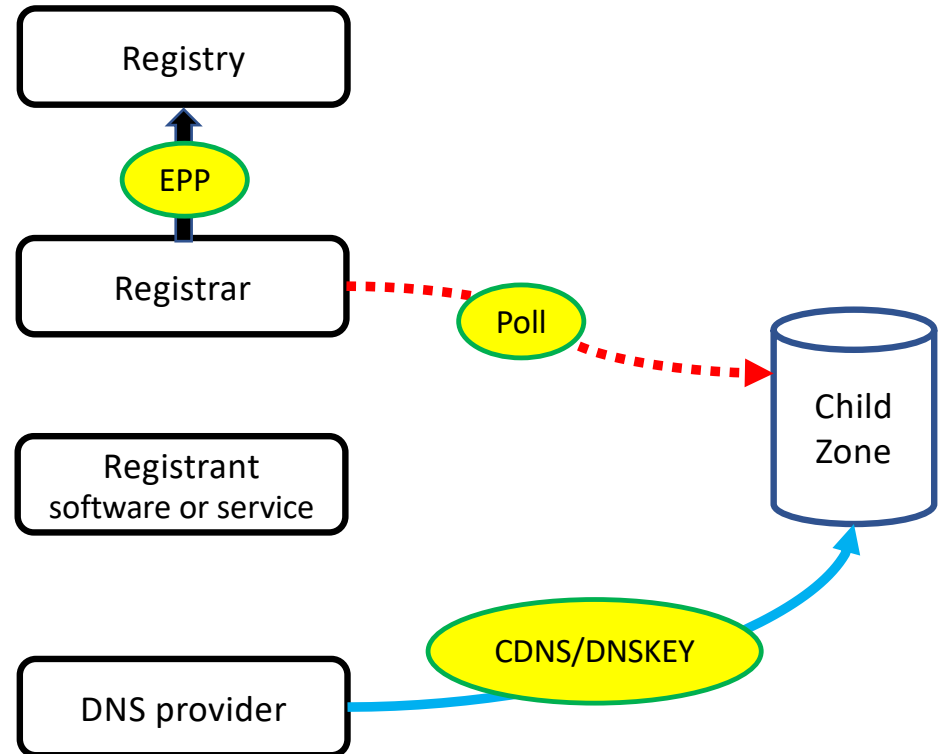 Registry
EPP
Registrar
Poll
Child
Zone
Registrant
software or service
CDNS/DNSKEY
DNS provider